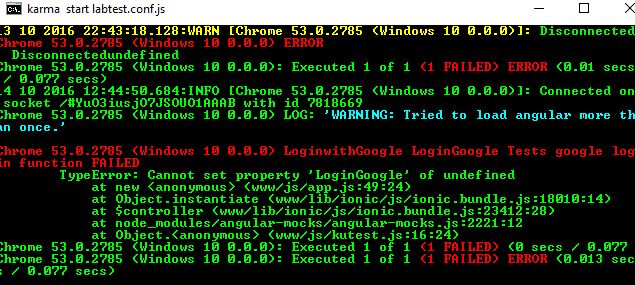 karma start labtest.conf.js
13 10 2016 22:43:18.128:WARN [Chrome 53.0.2785 (Windows 10 0.0.0)]: Disconnected
Chrome 53.0.2785 (Windows 10 0.0.0) ERROR
Disconnectedundefined
Chrome 53.0.2785 (Windows 10 0.0.0): Executed 1 of 1 (1 FAILED) ERROR (0.01 secs
/ 0.077 secs)
14 10 2016 12:44:50.684:INFO [Chrome 53.0.2785 (Windows 10 0.0.0)]: Connected on
socket /#YuO3iusjO7JSOUO1AAAB with id 7818669
Chrome 53.0.2785 (Windows 10 0.0.0) LOG: 'WARNING: Tried to load angular more th
an once.'
Chrome 53.0.2785 (Windows 10 0.0.0) LoginwithGoogle LoginGoogle Tests google log
in function FAILED
TypeError: Cannot set property 'LoginGoogle' of undefined
at new <anonymous> (www/js/app.js:49:24)
at Object.instantiate (www/lib/ionic/js/ionic.bundle.js:18010:14)
at $controller (www/lib/ionic/js/ionic.bundle.js:23412:28)
at node_modules/angular-mocks/angular-mocks.js:2221:12
at Object.<anonymous> (www/js/kutest.js:16:24)
Chrome 53.0.2785 (Windows 10 0.0.0): Executed 1 of 1 (1 FAILED) (0 secs / 0.077
Chrome 53.0.2785 (Windows 10 0.0.0): Executed 1 of 1 (1 FAILED) ERROR (0.013 sec
s / 0.077 secs)